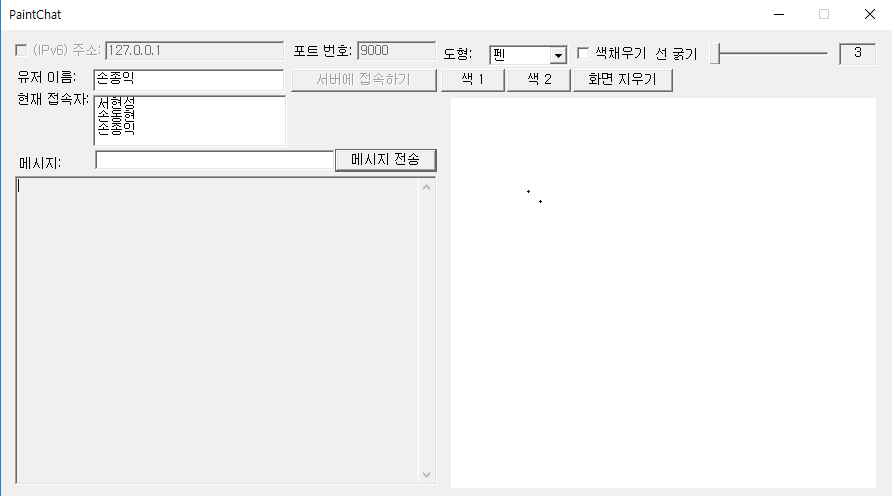 PaintChat
(IPv6) 주소: 127.0.0.1 포트 번호: 9000 도형: 펜 색채우기 선 굵기 3
유저 이름: 손종익 서버에 접속하기 색 1 색 2 화면 지우기
현재 접속자: 서현성
손동현
손종익
메시지: 메시지 전송